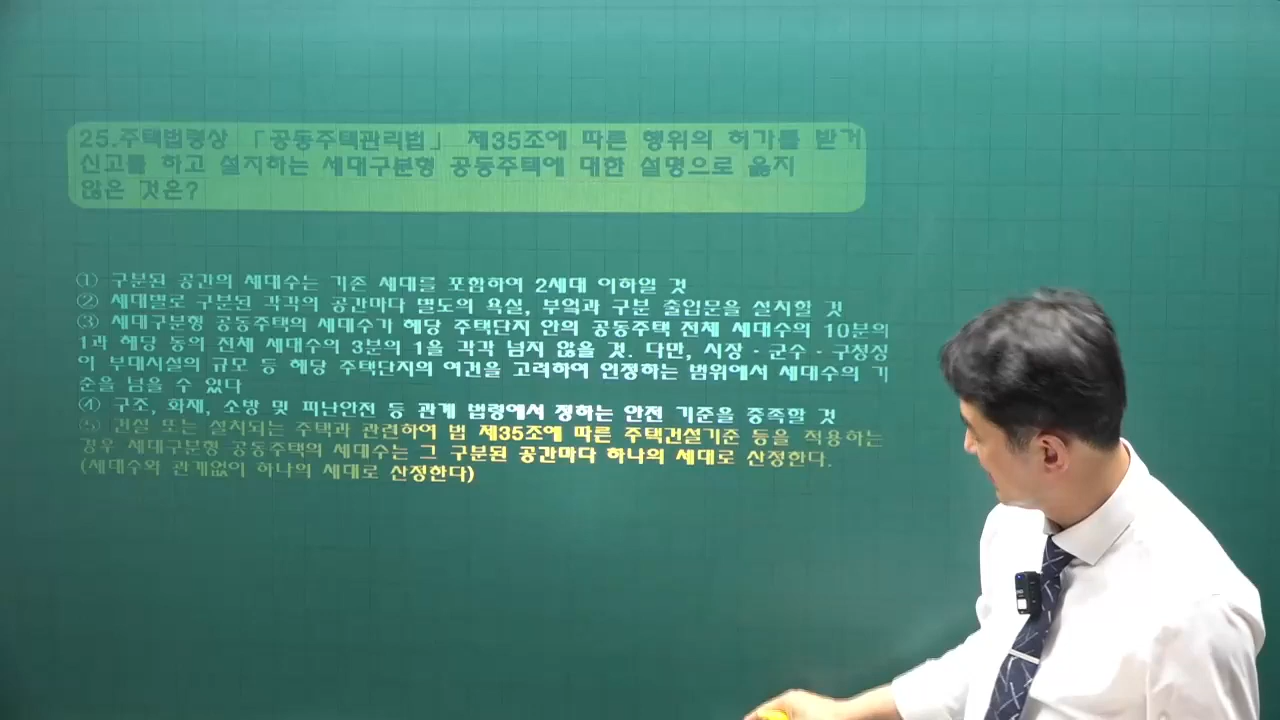 25.주택법령상 「공동주택관리법」 제35조에 따른 행위의 허가를 받거
신고를 하고 설치하는 세대구분형 공동주택에 대한 설명으로 옳지
않은 것은?
① 구분된 공간의 세대수는 기존 세대를 포함하여 2세대 이하일 것
② 세대별로 구분된 각각의 공간마다 별도의 욕실, 부엌과 구분 출입문을 설치할 것
③ 세대구분형 공동주택의 세대수가 해당 주택단지 안의 공동주택 전체 세대수의 10분의
1과 해당 동의 전체 세대수의 3분의 1을 각각 넘지 않을 것. 다만, 시장·군수·구청장
이 부대시설의 규모 등 해당 주택단지의 여건을 고려하여 인정하는 범위에서 세대수의 기
준을 넘을 수 있다
④ 구조, 화재, 소방 및 피난안전 등 관계 법령에서 정하는 안전 기준을 충족할 것
⑤ 건설 또는 설치되는 주택과 관련하여 법 제35조에 따른 주택건설기준 등을 적용하는
경우 세대구분형 공동주택의 세대수는 그 구분된 공간마다 하나의 세대로 산정한다.
(세대수와 관계없이 하나의 세대로 산정한다)